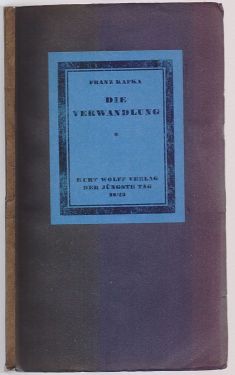 FRANZ KAFKA
DIE
VERWANDLUNG
*
KURT WOLFF VERLAG
DER JÜNGSTE TAG
22/23